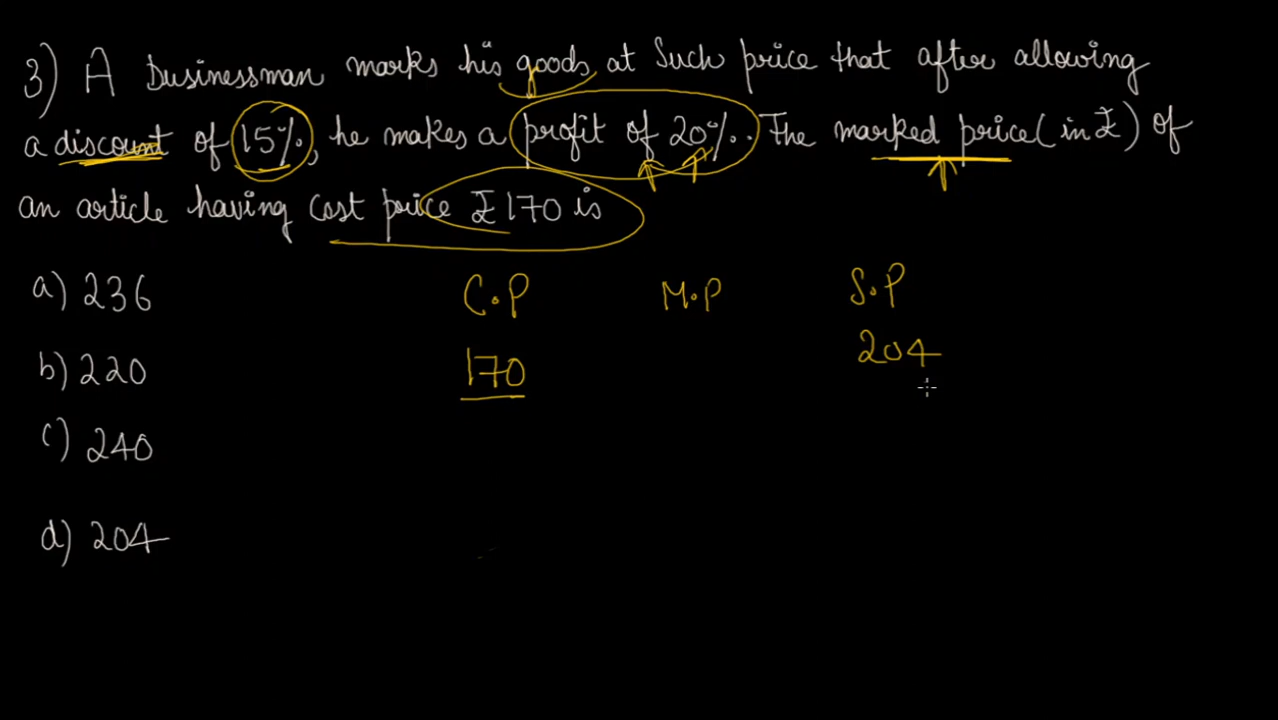 3) A businessman marks his goods at Such price that after allowing
a discount of 15%, he makes a profit of 20%. The marked price (in ₹) of
an article having cost price ₹170 is
a) 236
C.P M.P S.P
204
b) 220
170
c) 240
d) 204